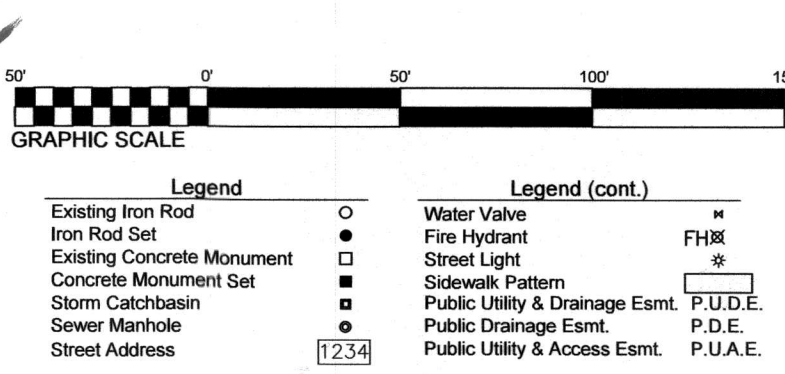 50' 0' 50' 100' 15
GRAPHIC SCALE
Legend
Existing Iron Rod
Iron Rod Set
Existing Concrete Monument
Concrete Monument Set
Storm Catchbasin
Sewer Manhole
Street Address 1234
Legend (cont.)
Water Valve
Fire Hydrant FH
Street Light
Sidewalk Pattern
Public Utility & Drainage Esmt. P.U.D.E.
Public Drainage Esmt. P.D.E.
Public Utility & Access Esmt. P.U.A.E.